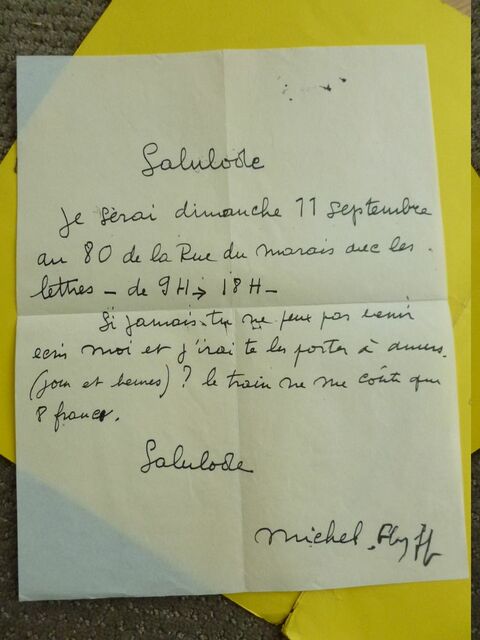 Salulode
Je serai dimanche 11 septembre
au 80 de la Rue du marais avec les
lettres - de 9H → 18H -
Si jamais tu ne peux pas venir
ecris moi et j'irai te les porter à
(jour et heures) ? le train ne me coûte que
8 francs.
Salulode
Michel